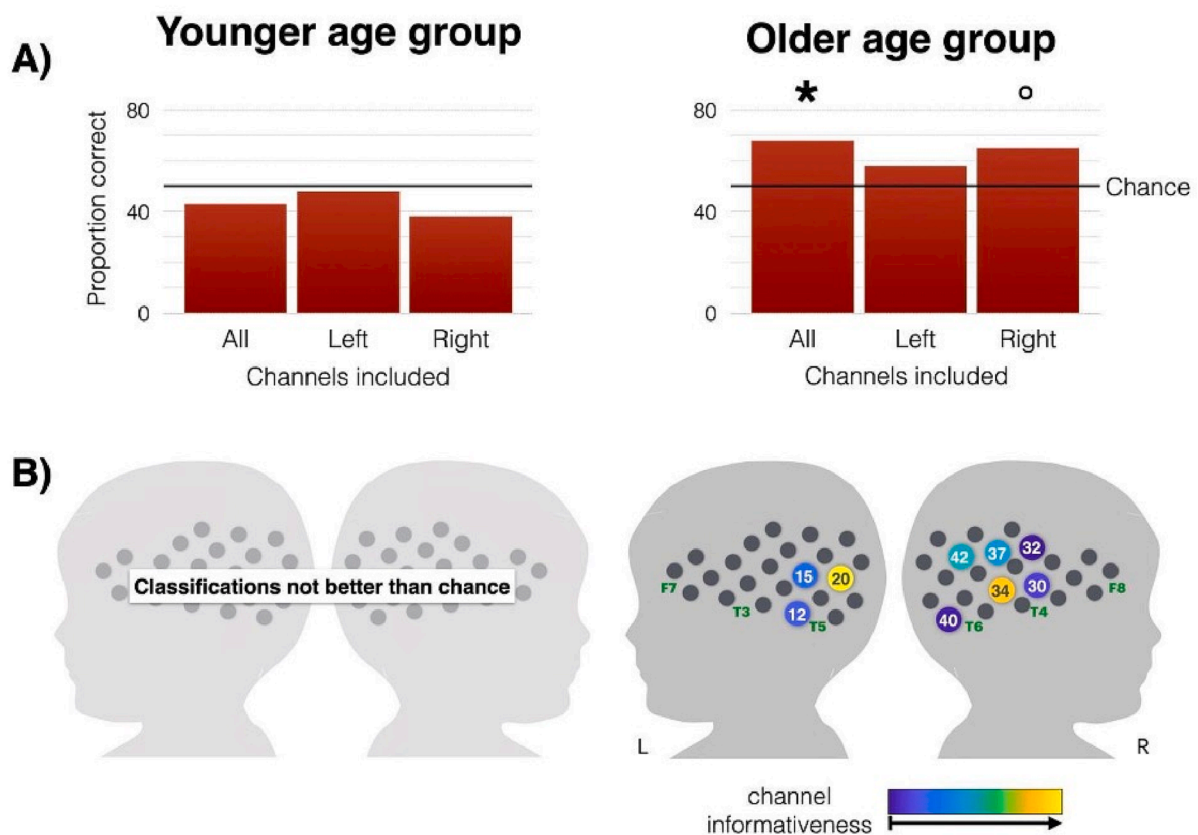 Younger age group
Older age group
A)
*
80
40
0
Proportion correct
All Left Right
Channels included
80
40
0
Chance
All Left Right
Channels included
B)
Classifications not better than chance
F7
T3
T5
15
20
12
L
42
37
32
34
30
40
T6
T4
F8
R
channel
informativeness